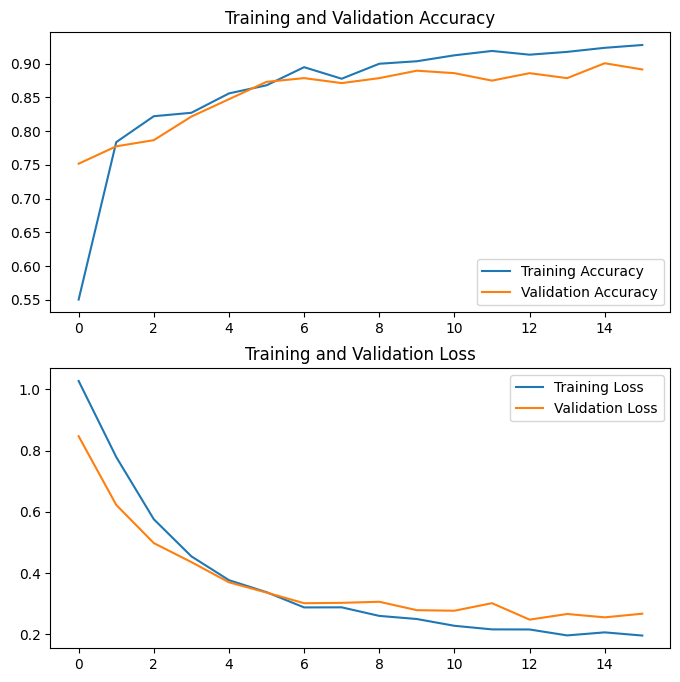 Training and Validation Accuracy
0.90
0.85
0.80
0.75
0.70
0.65
0.60
0.55
Training Accuracy
Validation Accuracy
0 2 4 6 8 10 12 14
Training and Validation Loss
1.0
0.8
0.6
0.4
0.2
Training Loss
Validation Loss
0 2 4 6 8 10 12 14